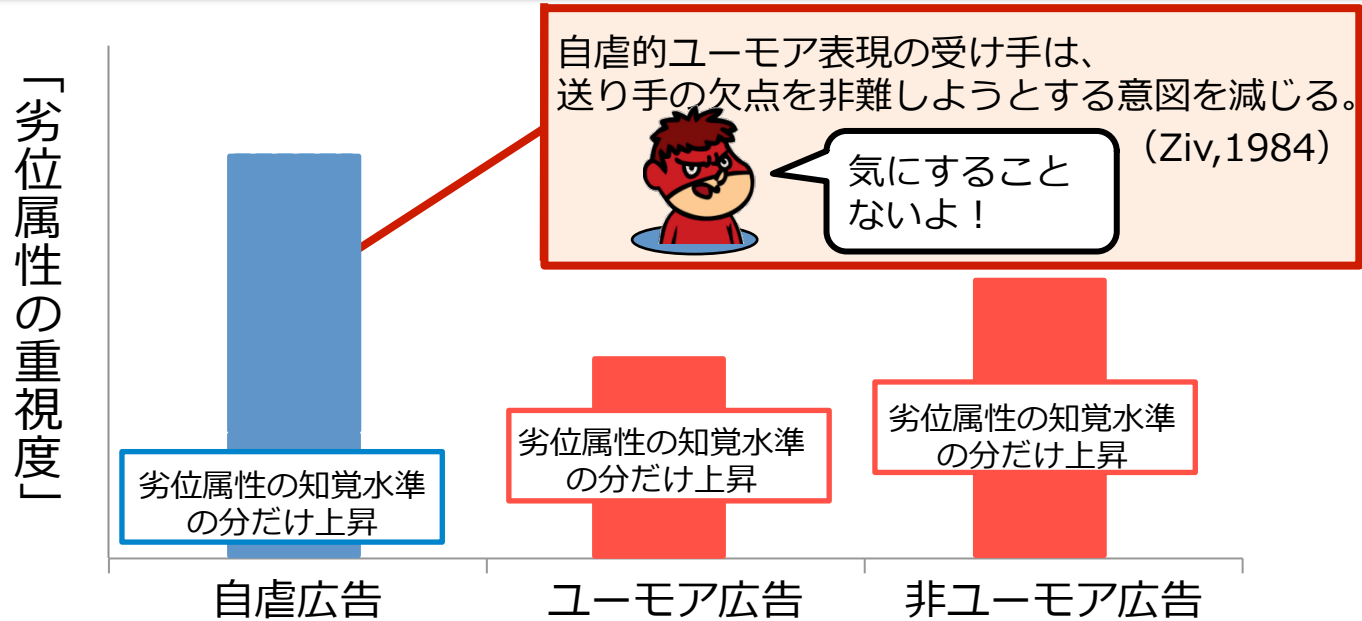 「劣位属性の重視度」
自虐的ユーモア表現の受け手は、
送り手の欠点を非難しようとする意図を減じる。
(Ziv,1984)
気にすること
ないよ！
劣位属性の知覚水準
の分だけ上昇
劣位属性の知覚水準
の分だけ上昇
劣位属性の知覚水準
の分だけ上昇
自虐広告
ユーモア広告
非ユーモア広告